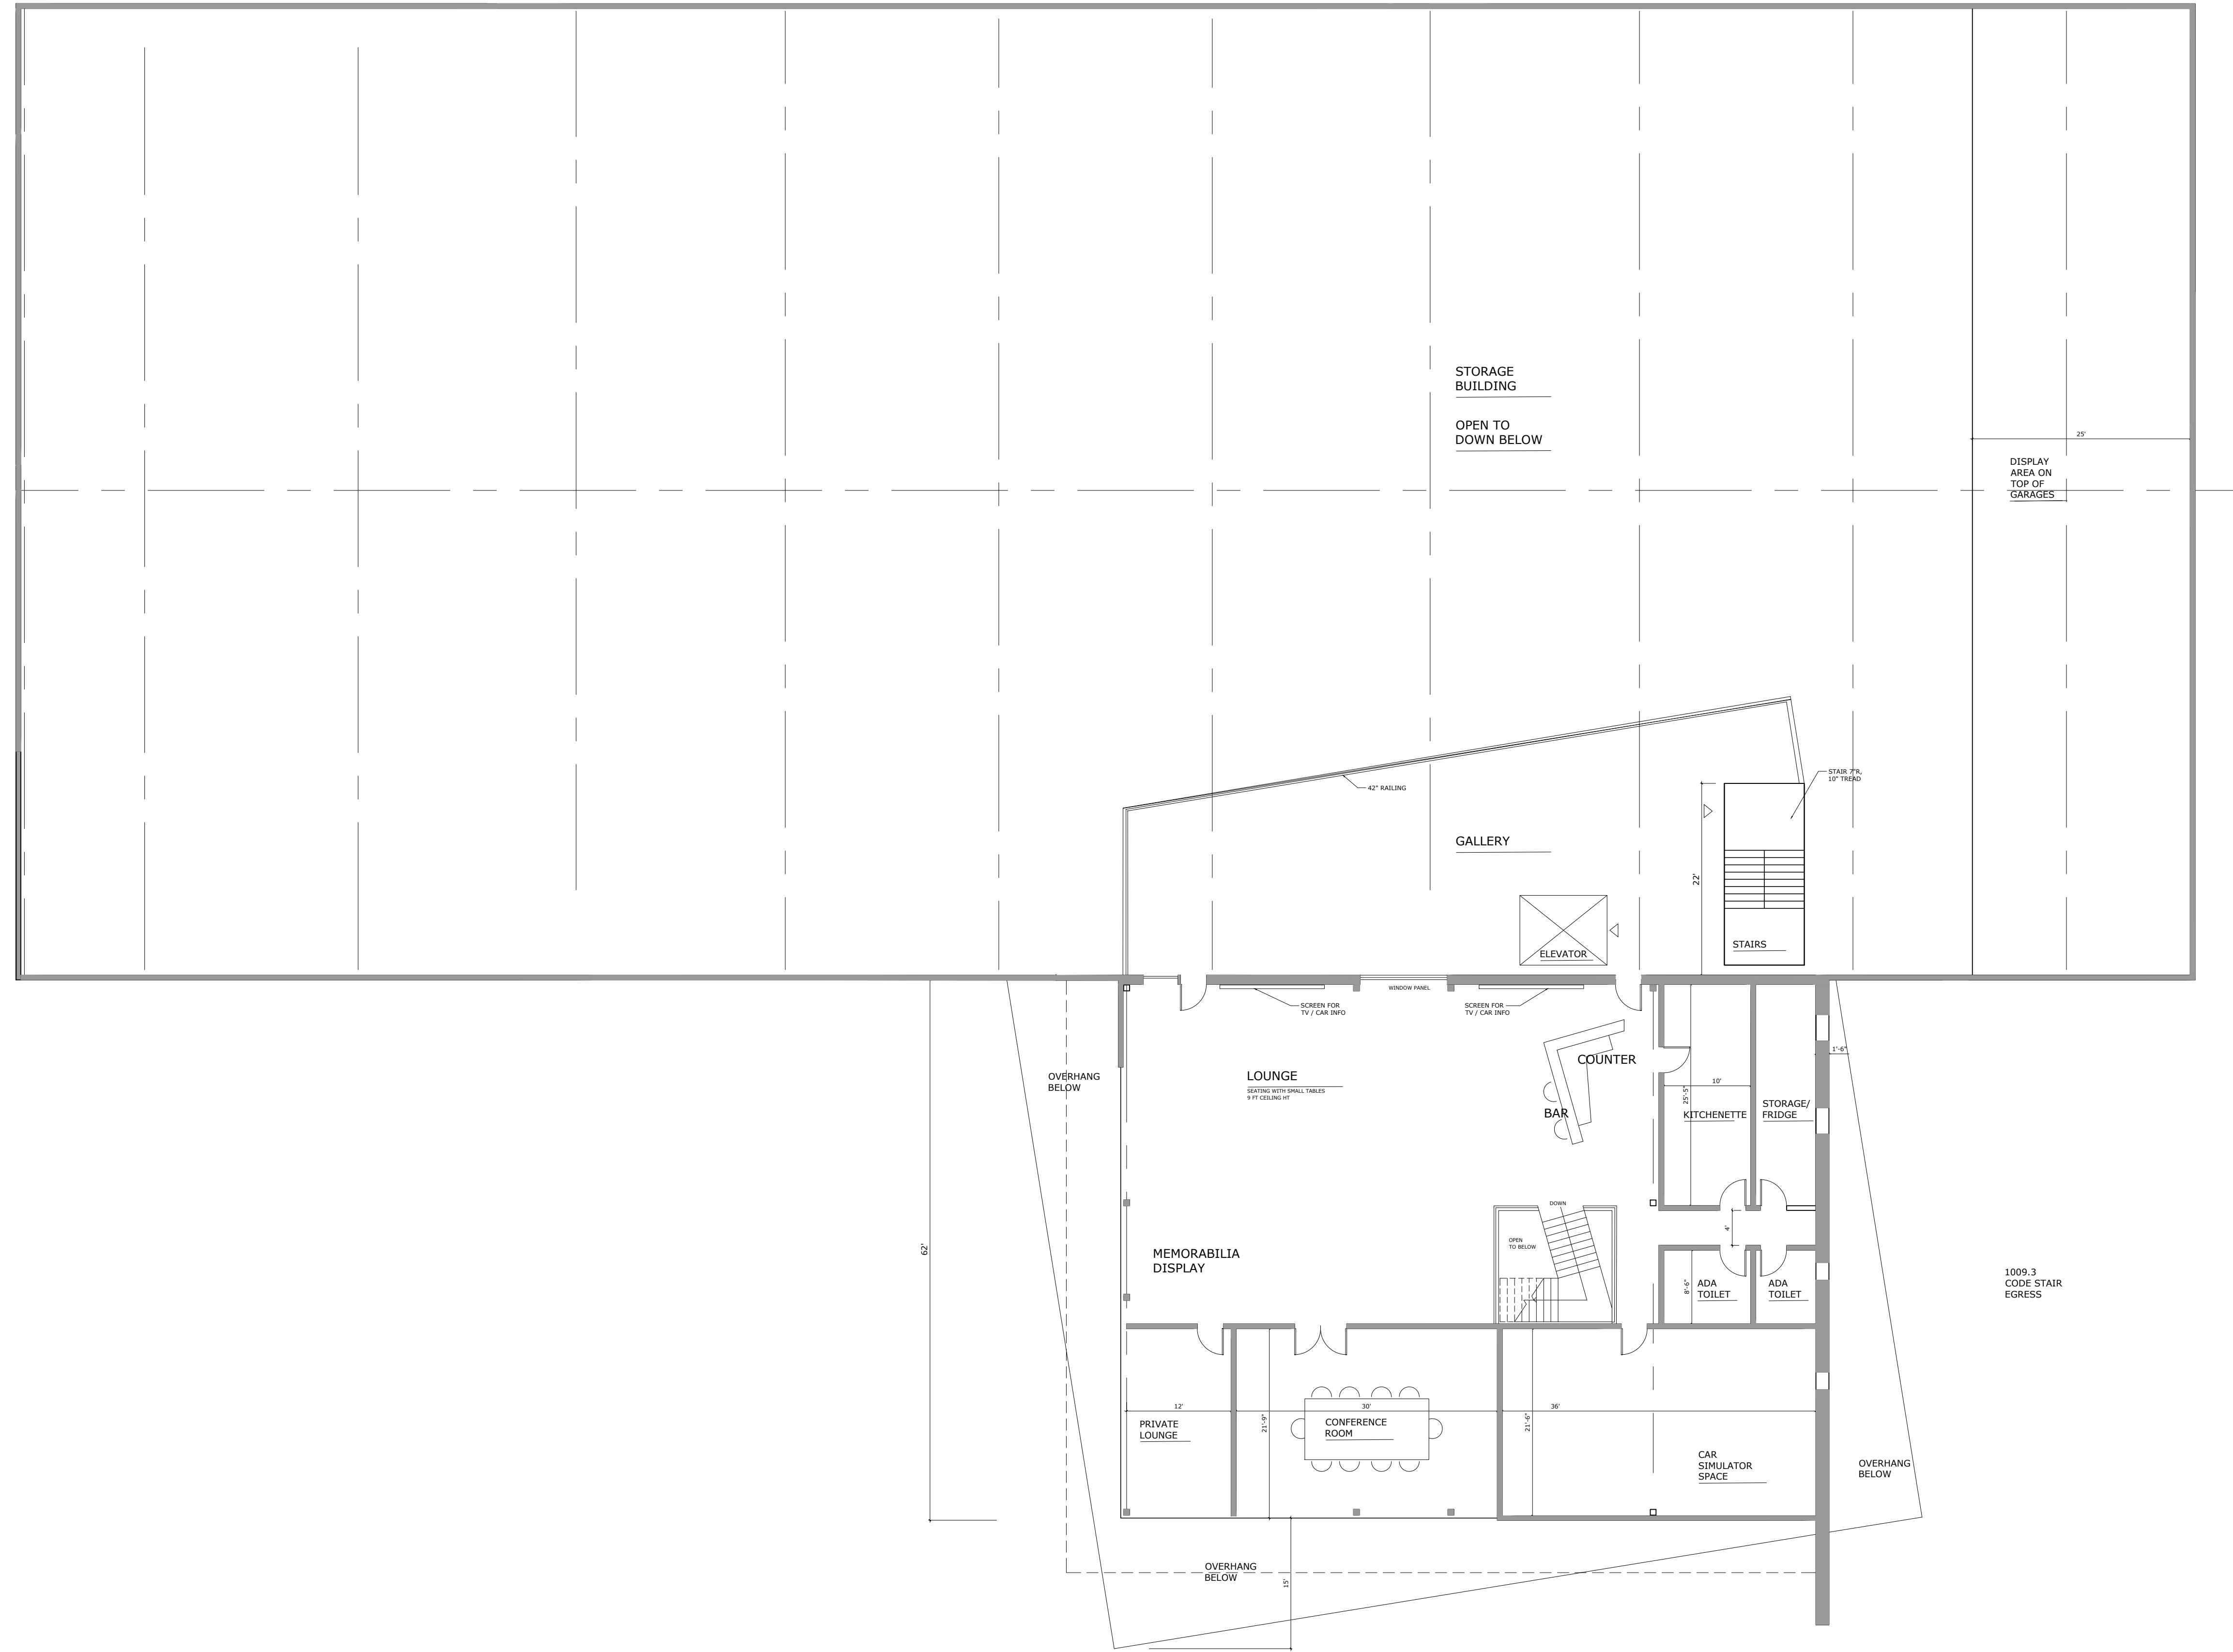 STORAGE
BUILDING
OPEN TO
DOWN BELOW
25'
DISPLAY
AREA ON
TOP OF
GARAGES
STAIR 7"R,
10" TREAD
42" RAILING
GALLERY
22'
STAIRS
ELEVATOR
WINDOW PANEL
SCREEN FOR
TV / CAR INFO
SCREEN FOR
TV / CAR INFO
1'-6"
COUNTER
OVERHANG
BELOW
LOUNGE
SEATING WITH SMALL TABLES
9 FT CEILING HT
10'
25'-5"
BAR
KITCHENETTE
STORAGE/
FRIDGE
DOWN
OPEN
TO BELOW
4'
62'
MEMORABILIA
DISPLAY
8'-6"
ADA
TOILET
ADA
TOILET
1009.3
CODE STAIR
EGRESS
12'
30'
36'
21'-9"
21'-6"
PRIVATE
LOUNGE
CONFERENCE
ROOM
CAR
SIMULATOR
SPACE
OVERHANG
BELOW
OVERHANG
BELOW
15'